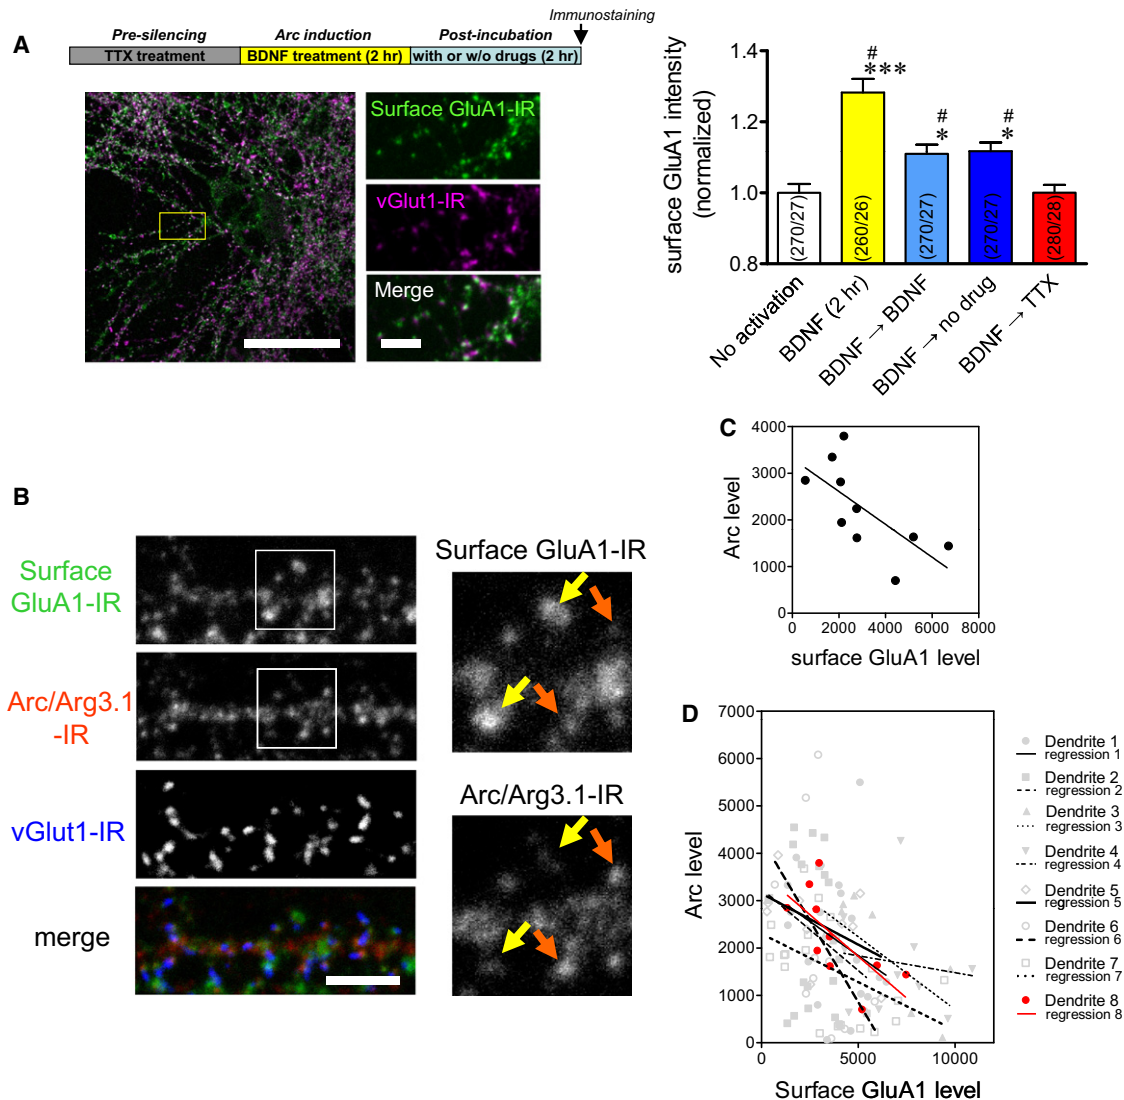 A
Pre-silencing
Arc induction
Post-incubation
Immunostaining
TTX treatment
BDNF treatment (2 hr)
with or w/o drugs (2 hr)
Surface GluA1-IR
vGlut1-IR
Merge
surface GluA1 intensity
(normalized)
1.4
1.2
1.0
0.8
#
***
#
*
#
*
(270/27)
(260/26)
(270/27)
(270/27)
(280/28)
No activation
BDNF (2 hr)
BDNF → BDNF
BDNF → no drug
BDNF → TTX
B
Surface
GluA1-IR
Arc/Arg3.1
-IR
vGlut1-IR
merge
Surface GluA1-IR
Arc/Arg3.1-IR
C
Arc level
4000
3000
2000
1000
0
0 2000 4000 6000 8000
surface GluA1 level
D
Arc level
7000
6000
5000
4000
3000
2000
1000
0
0 5000 10000
Surface GluA1 level
Dendrite 1
regression 1
Dendrite 2
regression 2
Dendrite 3
regression 3
Dendrite 4
regression 4
Dendrite 5
regression 5
Dendrite 6
regression 6
Dendrite 7
regression 7
Dendrite 8
regression 8